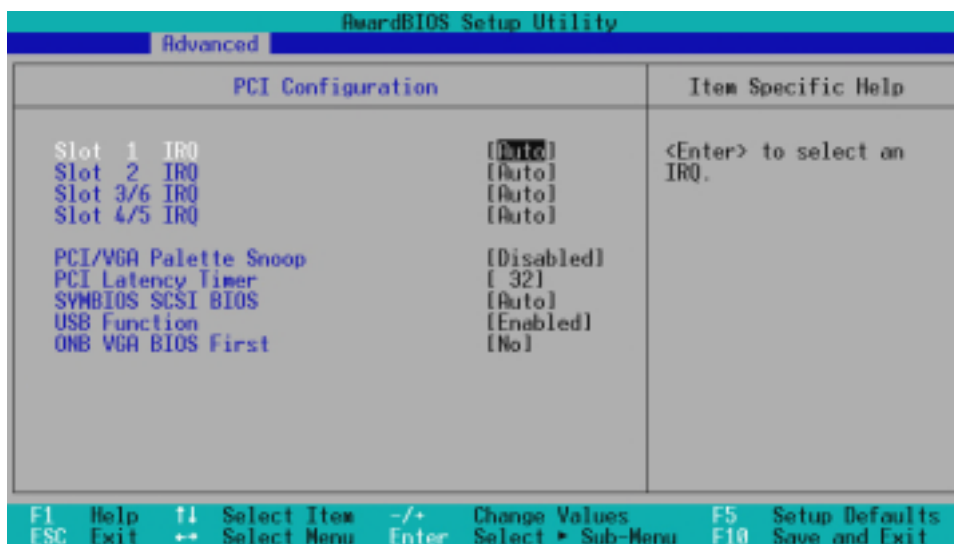 AwardBIOS Setup Utility
Advanced
PCI Configuration
Item Specific Help
Slot 1 IRQ [Auto]
Slot 2 IRQ [Auto]
Slot 3/6 IRQ [Auto]
Slot 4/5 IRQ [Auto]
PCI/VGA Palette Snoop [Disabled]
PCI Latency Timer [ 32]
SYMBIOS SCSI BIOS [Auto]
USB Function [Enabled]
ONB VGA BIOS First [No]
<Enter> to select an
IRQ.
F1 Help ↑↓ Select Item -/+ Change Values F5 Setup Defaults
ESC Exit ↔ Select Menu Enter Select ▸ Sub-Menu F10 Save and Exit